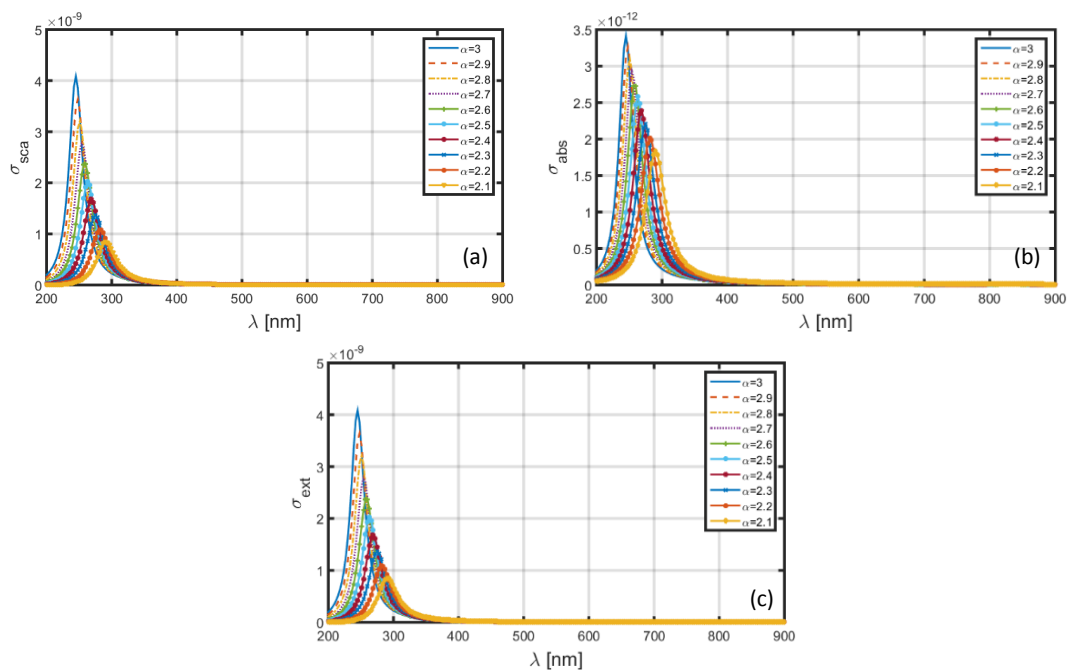 ×10⁻⁹
5
4
3
2
1
0
σsca
200 300 400 500 600 700 800 900
λ [nm]
α=3
α=2.9
α=2.8
α=2.7
α=2.6
α=2.5
α=2.4
α=2.3
α=2.2
α=2.1
(a)
×10⁻¹²
3.5
3
2.5
2
1.5
1
0.5
0
σabs
200 300 400 500 600 700 800 900
λ [nm]
α=3
α=2.9
α=2.8
α=2.7
α=2.6
α=2.5
α=2.4
α=2.3
α=2.2
α=2.1
(b)
×10⁻⁹
5
4
3
2
1
0
σext
200 300 400 500 600 700 800 900
λ [nm]
α=3
α=2.9
α=2.8
α=2.7
α=2.6
α=2.5
α=2.4
α=2.3
α=2.2
α=2.1
(c)